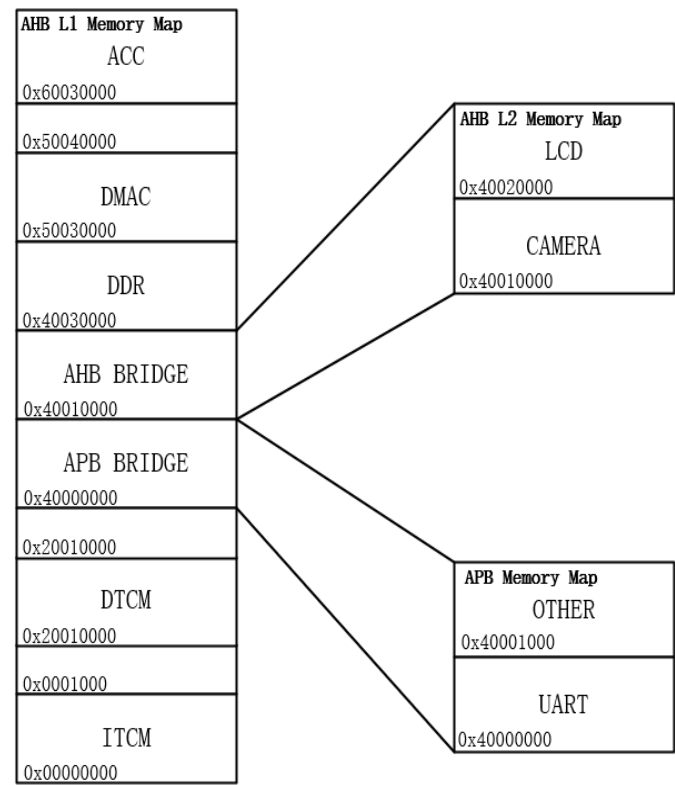 AHB L1 Memory Map
ACC
0x60030000
0x50040000
DMAC
0x50030000
DDR
0x40030000
AHB BRIDGE
0x40010000
APB BRIDGE
0x40000000
0x20010000
DTCM
0x20010000
0x0001000
ITCM
0x00000000
AHB L2 Memory Map
LCD
0x40020000
CAMERA
0x40010000
APB Memory Map
OTHER
0x40001000
UART
0x40000000